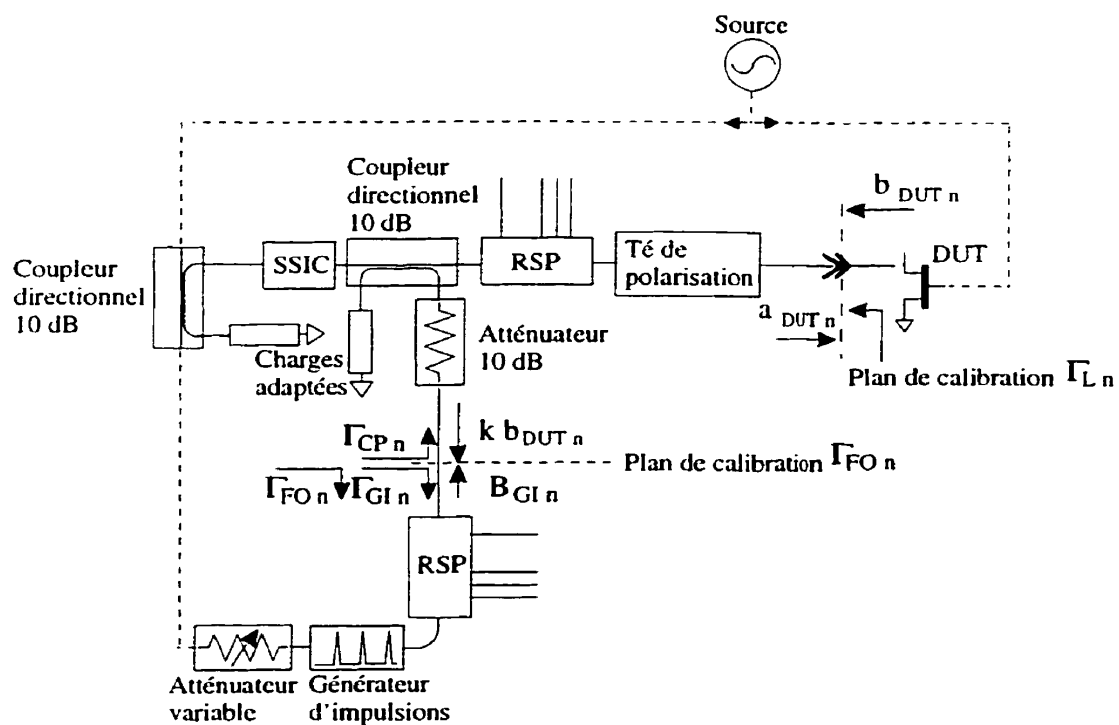 Source
Coupleur
directionnel
10 dB
b DUT n
Coupleur
directionnel
10 dB
SSIC
RSP
Té de
polarisation
DUT
a DUT n
Charges
adaptées
Atténuateur
10 dB
Plan de calibration Γ L n
Γ CP n
k b DUT n
Plan de calibration Γ FO n
Γ FO n
Γ GI n
B GI n
RSP
Atténuateur
variable
Générateur
d'impulsions